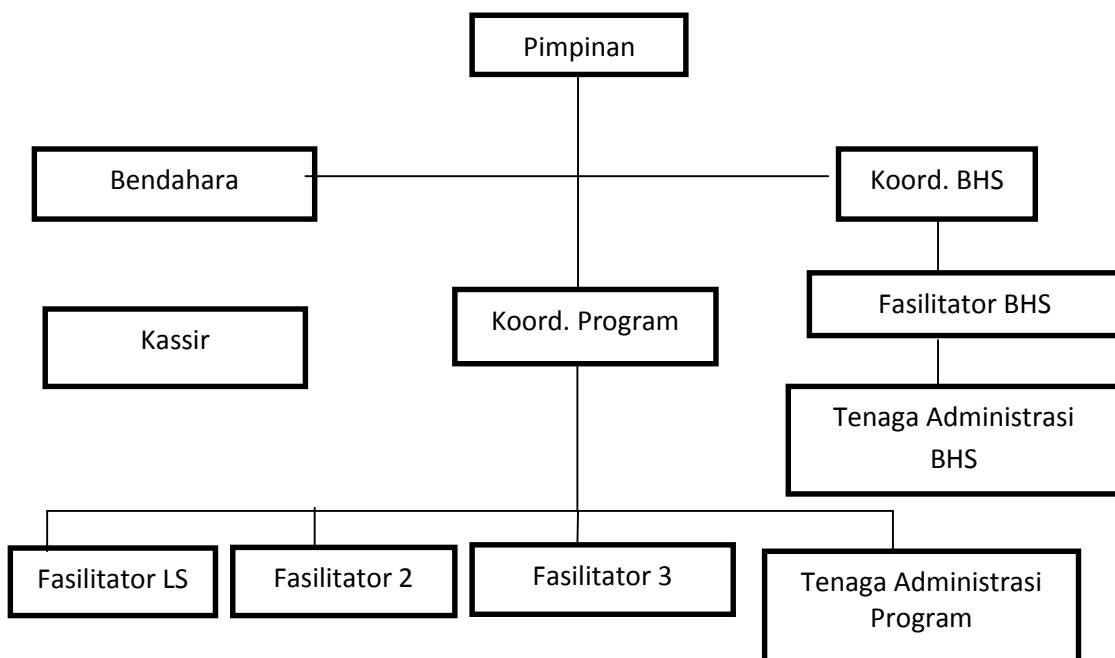 Pimpinan
Bendahara
Koord. BHS
Koord. Program
Fasilitator BHS
Kassir
Tenaga Administrasi
BHS
Fasilitator LS
Fasilitator 2
Fasilitator 3
Tenaga Administrasi
Program